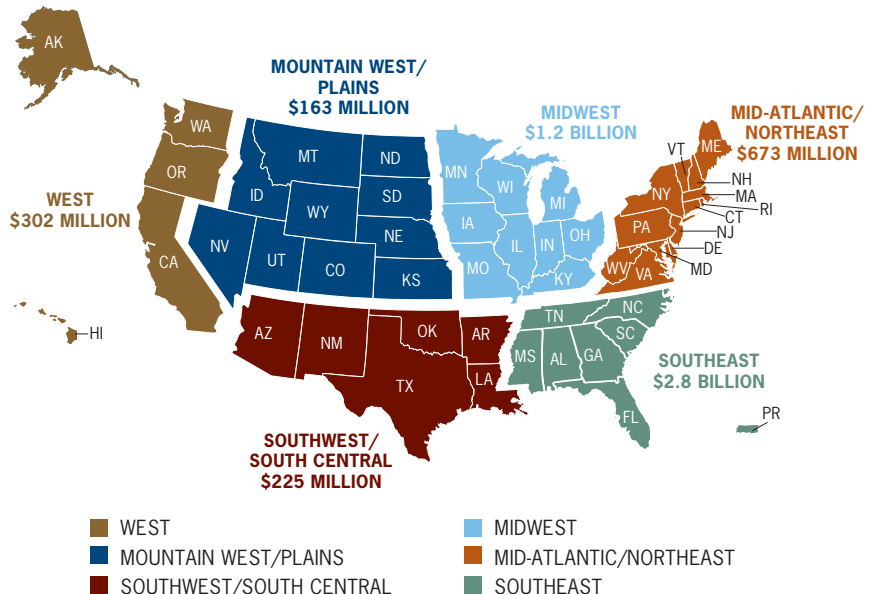 AK
MOUNTAIN WEST/
PLAINS
$163 MILLION
MIDWEST
$1.2 BILLION
MID-ATLANTIC/
NORTHEAST
$673 MILLION
WEST
$302 MILLION
WA
OR
CA
HI
MT
ND
ID
SD
WY
NE
NV
UT
CO
KS
MN
WI
MI
IA
IL
IN
OH
MO
KY
VT
ME
NH
NY
MA
RI
CT
PA
NJ
DE
MD
WV
VA
AZ
NM
OK
AR
TX
LA
TN
NC
SC
MS
AL
GA
FL
PR
SOUTHEAST
$2.8 BILLION
SOUTHWEST/
SOUTH CENTRAL
$225 MILLION
WEST
MOUNTAIN WEST/PLAINS
SOUTHWEST/SOUTH CENTRAL
MIDWEST
MID-ATLANTIC/NORTHEAST
SOUTHEAST